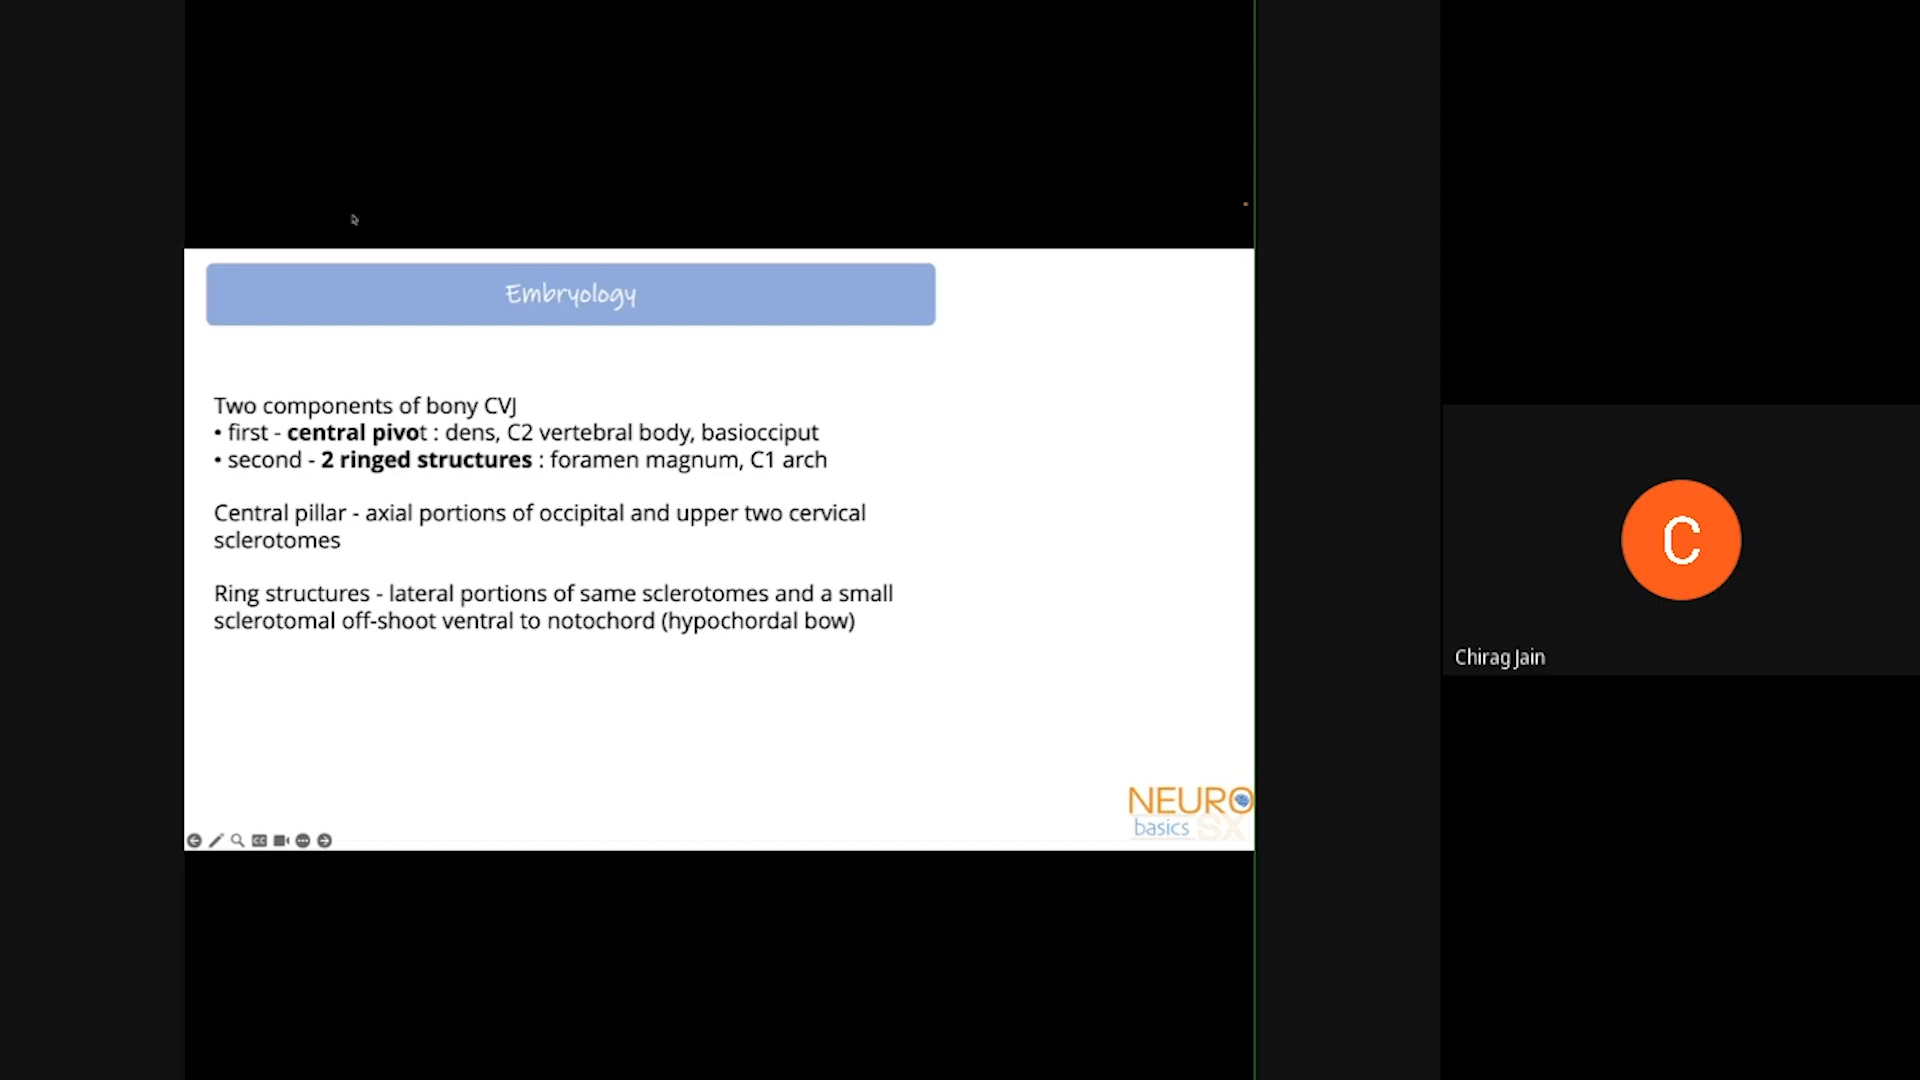 Embryology
Two components of bony CVJ
• first - central pivot : dens, C2 vertebral body, basiocciput
• second - 2 ringed structures : foramen magnum, C1 arch
Central pillar - axial portions of occipital and upper two cervical
sclerotomes
Ring structures - lateral portions of same sclerotomes and a small
sclerotomal off-shoot ventral to notochord (hypochordal bow)
NEURO
basics SX
CC
C
Chirag Jain